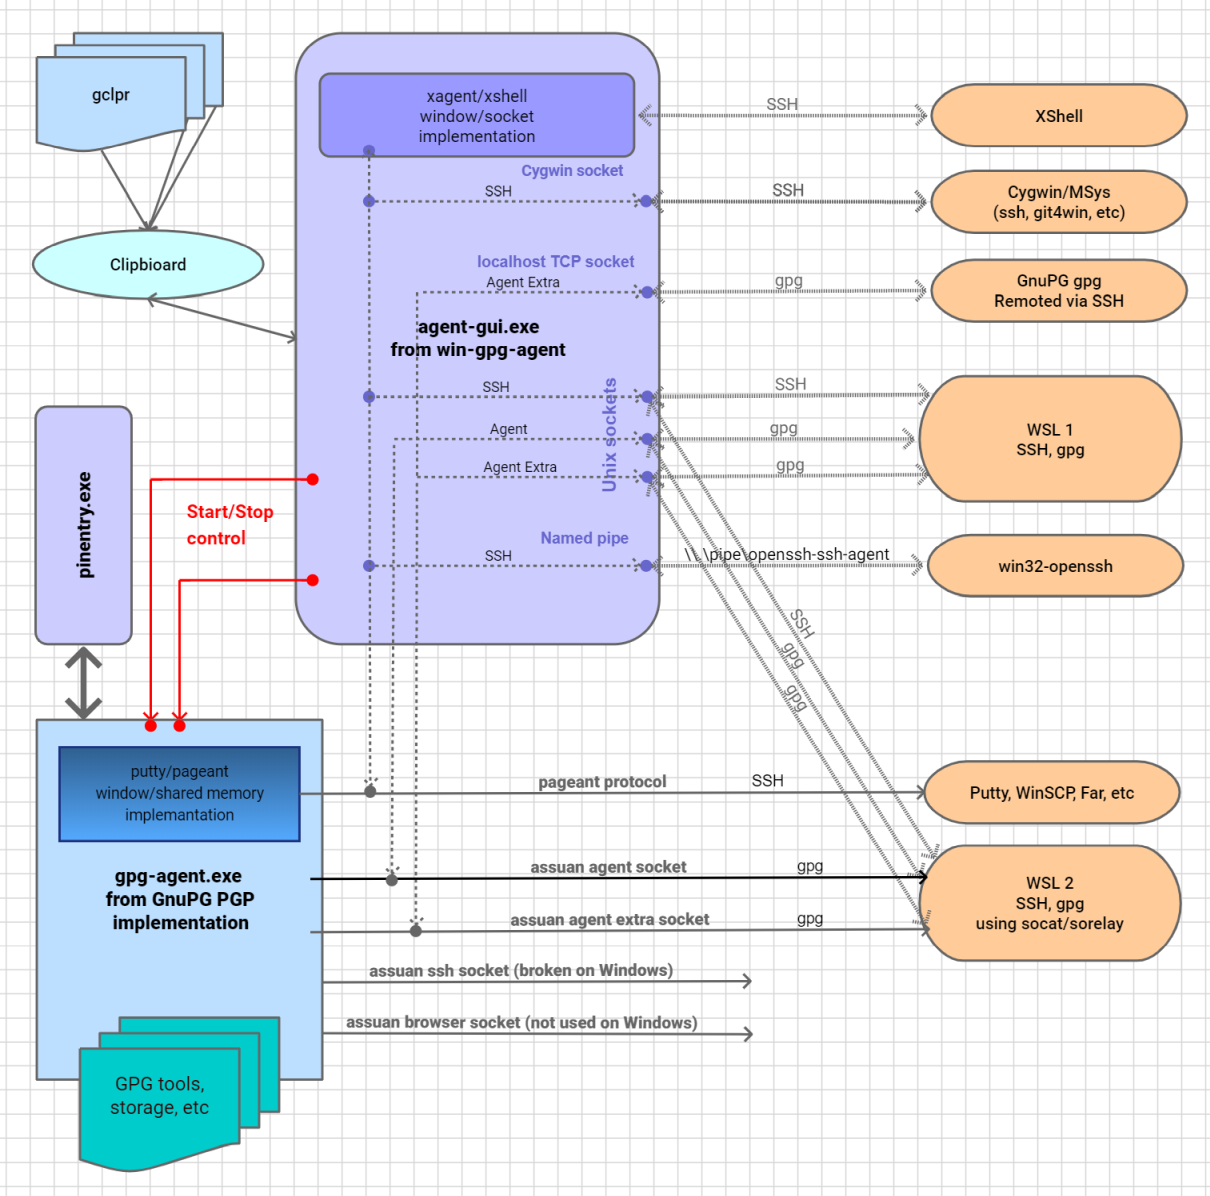 gclpr
Clipbioard
xagent/xshell
window/socket
implementation
SSH
XShell
Cygwin socket
SSH
SSH
Cygwin/MSys
(ssh, git4win, etc)
localhost TCP socket
Agent Extra
gpg
GnuPG gpg
Remoted via SSH
agent-gui.exe
from win-gpg-agent
Unix sockets
SSH
SSH
Agent
gpg
Agent Extra
gpg
WSL 1
SSH, gpg
pinentry.exe
Start/Stop
control
Named pipe
SSH
\\.\pipe\openssh-ssh-agent
win32-openssh
SSH
gpg
gpg
putty/pageant
window/shared memory
implemantation
pageant protocol
SSH
Putty, WinSCP, Far, etc
gpg-agent.exe
from GnuPG PGP
implementation
assuan agent socket
gpg
assuan agent extra socket
gpg
WSL 2
SSH, gpg
using socat/sorelay
assuan ssh socket (broken on Windows)
assuan browser socket (not used on Windows)
GPG tools,
storage, etc